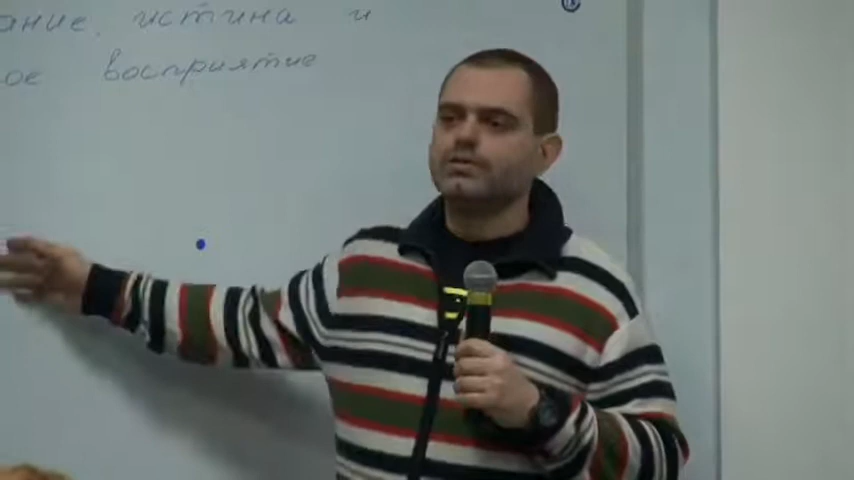 ание, истина и
ое восприятие